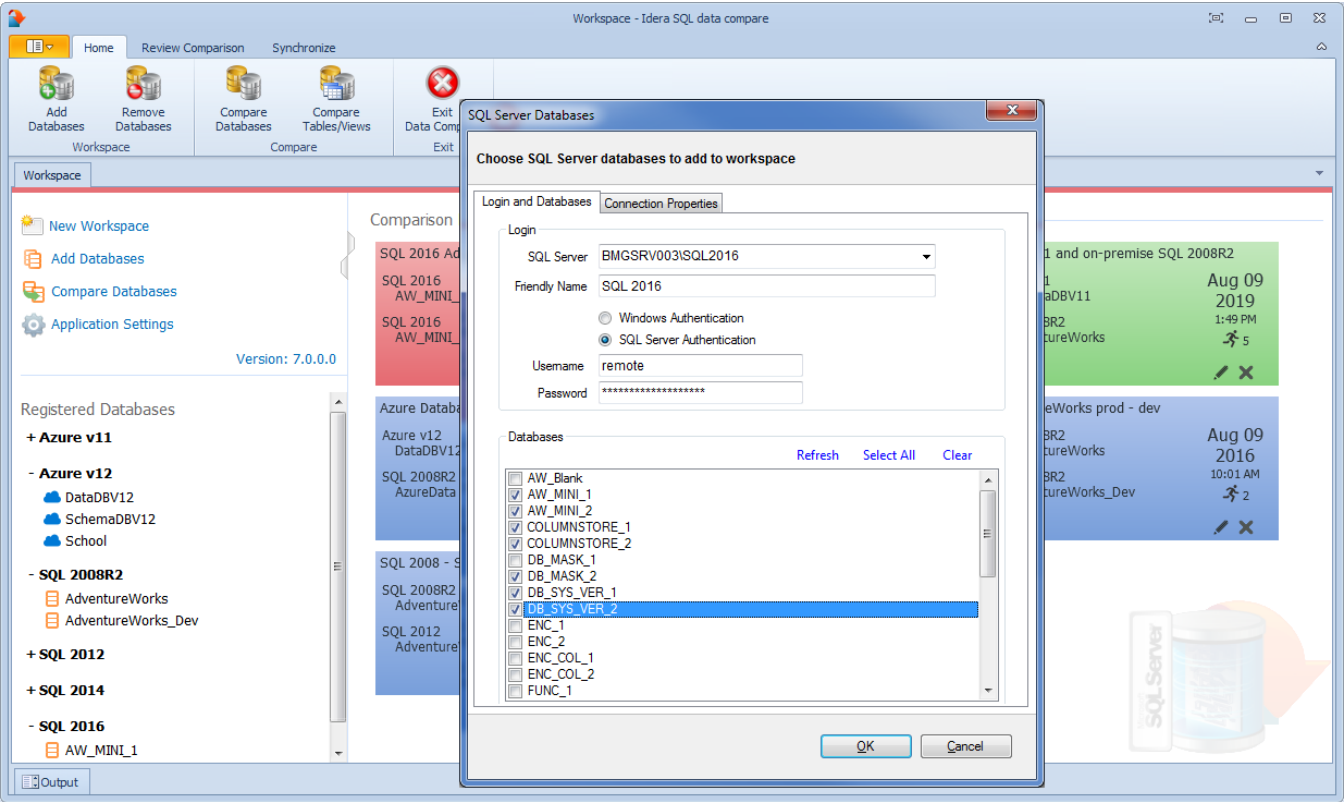 Workspace - Idera SQL data compare
Home Review Comparison Synchronize
Add Databases
Remove Databases
Compare Databases
Compare Tables/Views
Exit Data Comp
Workspace
Compare
Exit
Workspace
New Workspace
Add Databases
Compare Databases
Application Settings
Version: 7.0.0.0
Registered Databases
+ Azure v11
- Azure v12
DataDBV12
SchemaDBV12
School
- SQL 2008R2
AdventureWorks
AdventureWorks_Dev
+ SQL 2012
+ SQL 2014
- SQL 2016
AW_MINI_1
Output
Comparison
SQL 2016 Ad
SQL 2016
AW_MINI_
SQL 2016
AW_MINI_
Azure Databa
Azure v12
DataDBV12
SQL 2008R2
AzureData
SQL 2008 - S
SQL 2008R2
Adventure
SQL 2012
Adventure
SQL Server Databases
Choose SQL Server databases to add to workspace
Login and Databases
Connection Properties
Login
SQL Server BMGSRV003\SQL2016
Friendly Name SQL 2016
Windows Authentication
SQL Server Authentication
Username remote
Password *******************
Databases
Refresh Select All Clear
AW_Blank
AW_MINI_1
AW_MINI_2
COLUMNSTORE_1
COLUMNSTORE_2
DB_MASK_1
DB_MASK_2
DB_SYS_VER_1
DB_SYS_VER_2
ENC_1
ENC_2
ENC_COL_1
ENC_COL_2
FUNC_1
OK Cancel
1 and on-premise SQL 2008R2
1
aDBV11
8R2
tureWorks
Aug 09
2019
1:49 PM
5
eWorks prod - dev
8R2
tureWorks
8R2
tureWorks_Dev
Aug 09
2016
10:01 AM
2
SQL Server